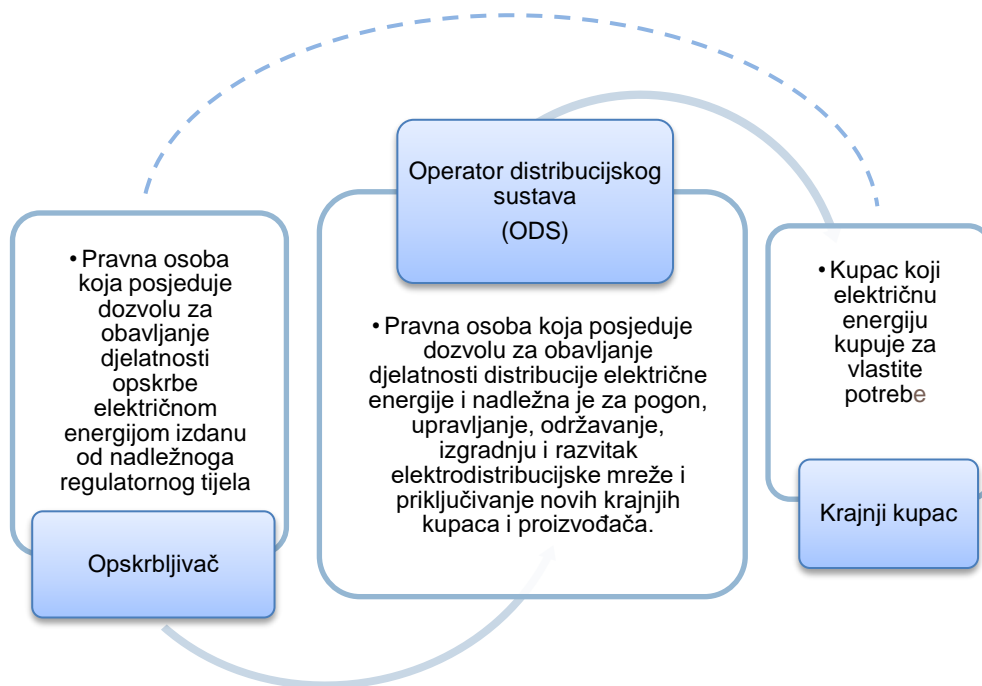 • Pravna osoba
koja posjeduje
dozvolu za
obavljanje
djelatnosti
opskrbe
električnom
energijom izdanu
od nadležnoga
regulatornog tijela
Opskrbljivač
Operator distribucijskog
sustava
(ODS)
• Pravna osoba koja posjeduje
dozvolu za obavljanje
djelatnosti distribucije električne
energije i nadležna je za pogon,
upravljanje, održavanje,
izgradnju i razvitak
elektrodistribucijske mreže i
priključivanje novih krajnjih
kupaca i proizvođača.
• Kupac koji
električnu
energiju
kupuje za
vlastite
potrebe
Krajnji kupac